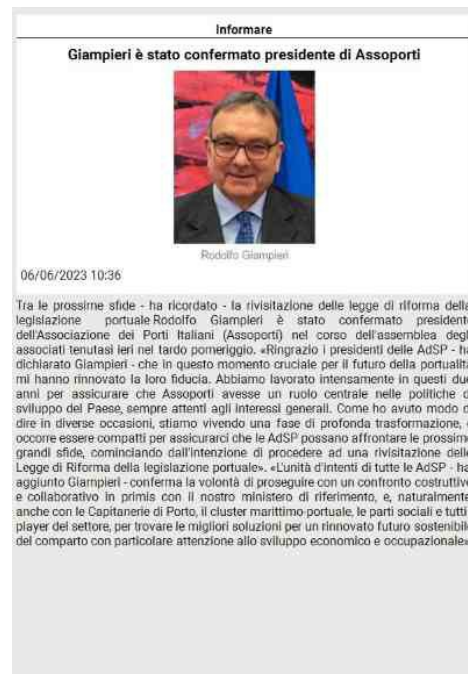 Informare
Giampieri è stato confermato presidente di Assoporti
Rodolfo Giampieri
06/06/2023 10:36
Tra le prossime sfide - ha ricordato - la rivisitazione delle legge di riforma della
legislazione portuale Rodolfo Giampieri è stato confermato presidente
dell'Associazione dei Porti Italiani (Assoporti) nel corso dell'assemblea degli
associati tenutasi ieri nel tardo pomeriggio. «Ringrazio i presidenti delle AdSP - ha
dichiarato Giampieri - che in questo momento cruciale per il futuro della portualità
mi hanno rinnovato la loro fiducia. Abbiamo lavorato intensamente in questi due
anni per assicurare che Assoporti avesse un ruolo centrale nelle politiche di
sviluppo del Paese, sempre attenti agli interessi generali. Come ho avuto modo di
dire in diverse occasioni, stiamo vivendo una fase di profonda trasformazione, e
occorre essere compatti per assicurarci che le AdSP possano affrontare le prossime
grandi sfide, cominciando dall'intenzione di procedere ad una rivisitazione delle
Legge di Riforma della legislazione portuale». «L'unità d'intenti di tutte le AdSP - ha
aggiunto Giampieri - conferma la volontà di proseguire con un confronto costruttivo
e collaborativo in primis con il nostro ministero di riferimento, e, naturalmente,
anche con le Capitanerie di Porto, il cluster marittimo-portuale, le parti sociali e tutti i
player del settore, per trovare le migliori soluzioni per un rinnovato futuro sostenibile
del comparto con particolare attenzione allo sviluppo economico e occupazionale».